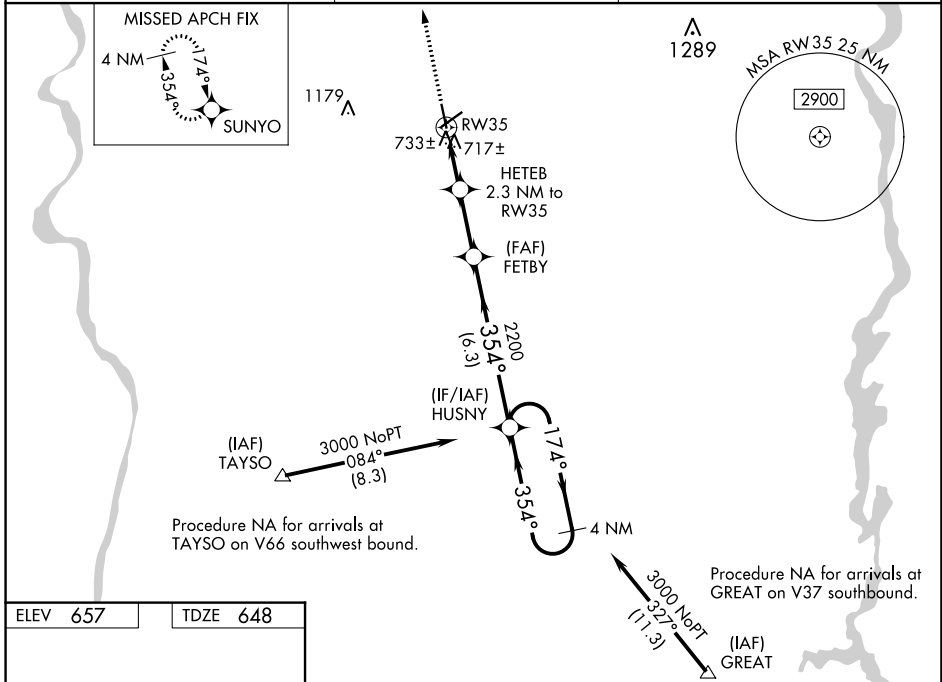 MISSED APCH FIX
4 NM
174°
354°
SUNYO
1179
1289
MSA RW35 25 NM
2900
RW35
733± 717±
HETEB
2.3 NM to
RW35
(FAF)
FETBY
2200
354°
(6.3)
(IF/IAF)
HUSNY
(IAF)
TAYSO
3000 NoPT
084°
(8.3)
174°
354°
4 NM
Procedure NA for arrivals at
TAYSO on V66 southwest bound.
3000 NoPT
327°
(11.3)
Procedure NA for arrivals at
GREAT on V37 southbound.
(IAF)
GREAT
ELEV 657
TDZE 648